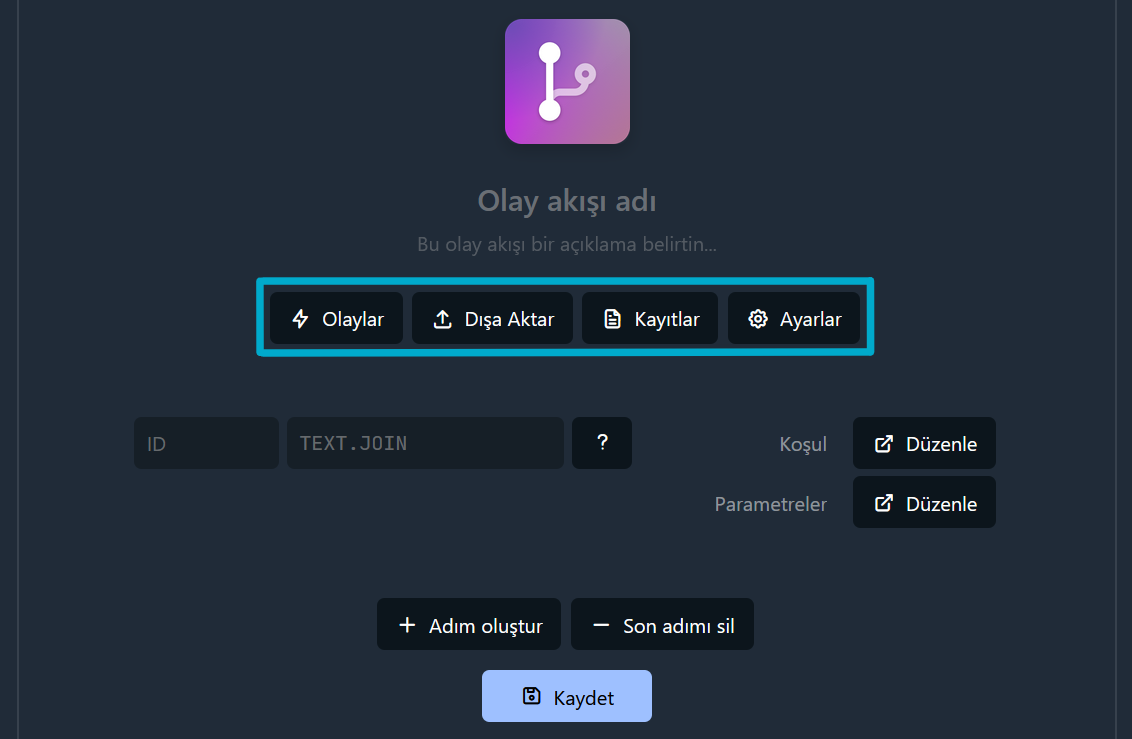 Olay akışı adı
Bu olay akışı bir açıklama belirtin...
Olaylar Dışa Aktar Kayıtlar Ayarlar
ID TEXT.JOIN ? Koşul Düzenle
Parametreler Düzenle
Adım oluştur Son adımı sil
Kaydet